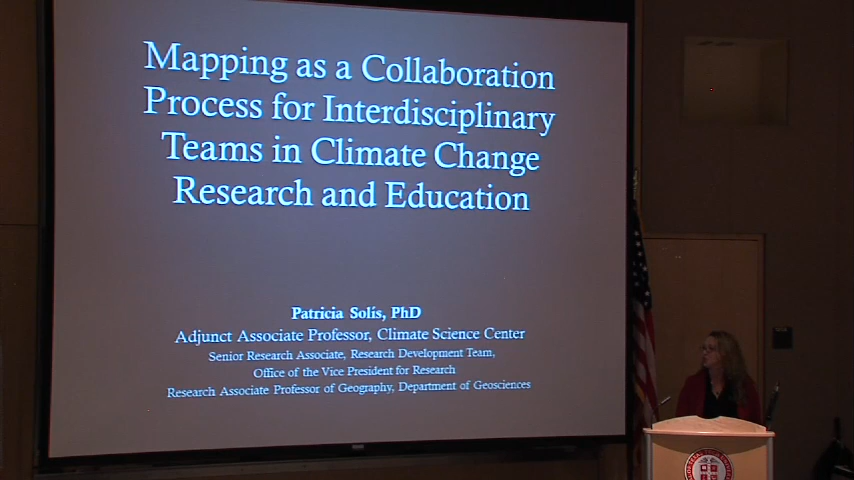 Mapping as a Collaboration
Process for Interdisciplinary
Teams in Climate Change
Research and Education
Patricia Solís, PhD
Adjunct Associate Professor, Climate Science Center
Senior Research Associate, Research Development Team,
Office of the Vice President for Research
Research Associate Professor of Geography, Department of Geosciences